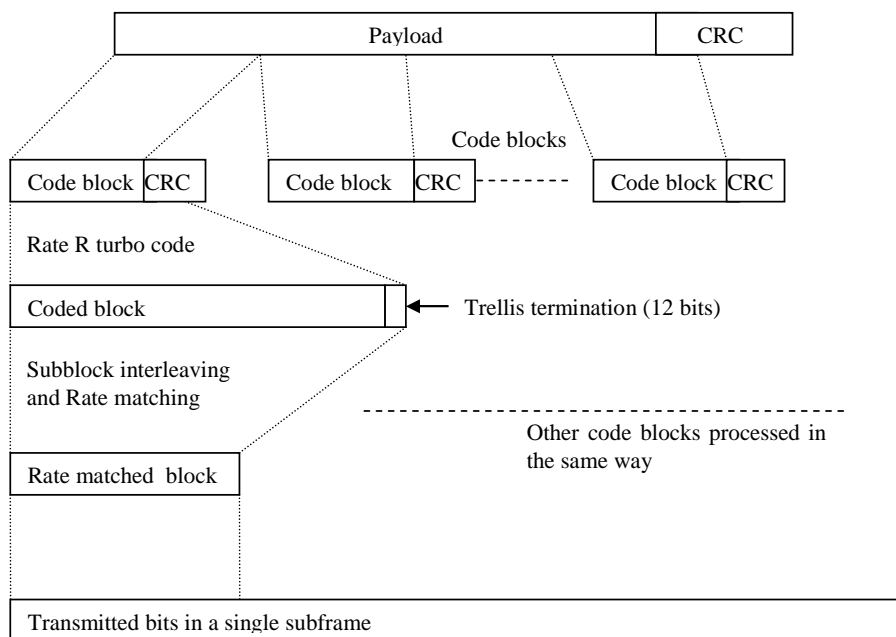 Payload
CRC
Code blocks
Code block
CRC
Code block
CRC
Code block
CRC
Rate R turbo code
Coded block
Trellis termination (12 bits)
Subblock interleaving
and Rate matching
Other code blocks processed in
the same way
Rate matched block
Transmitted bits in a single subframe